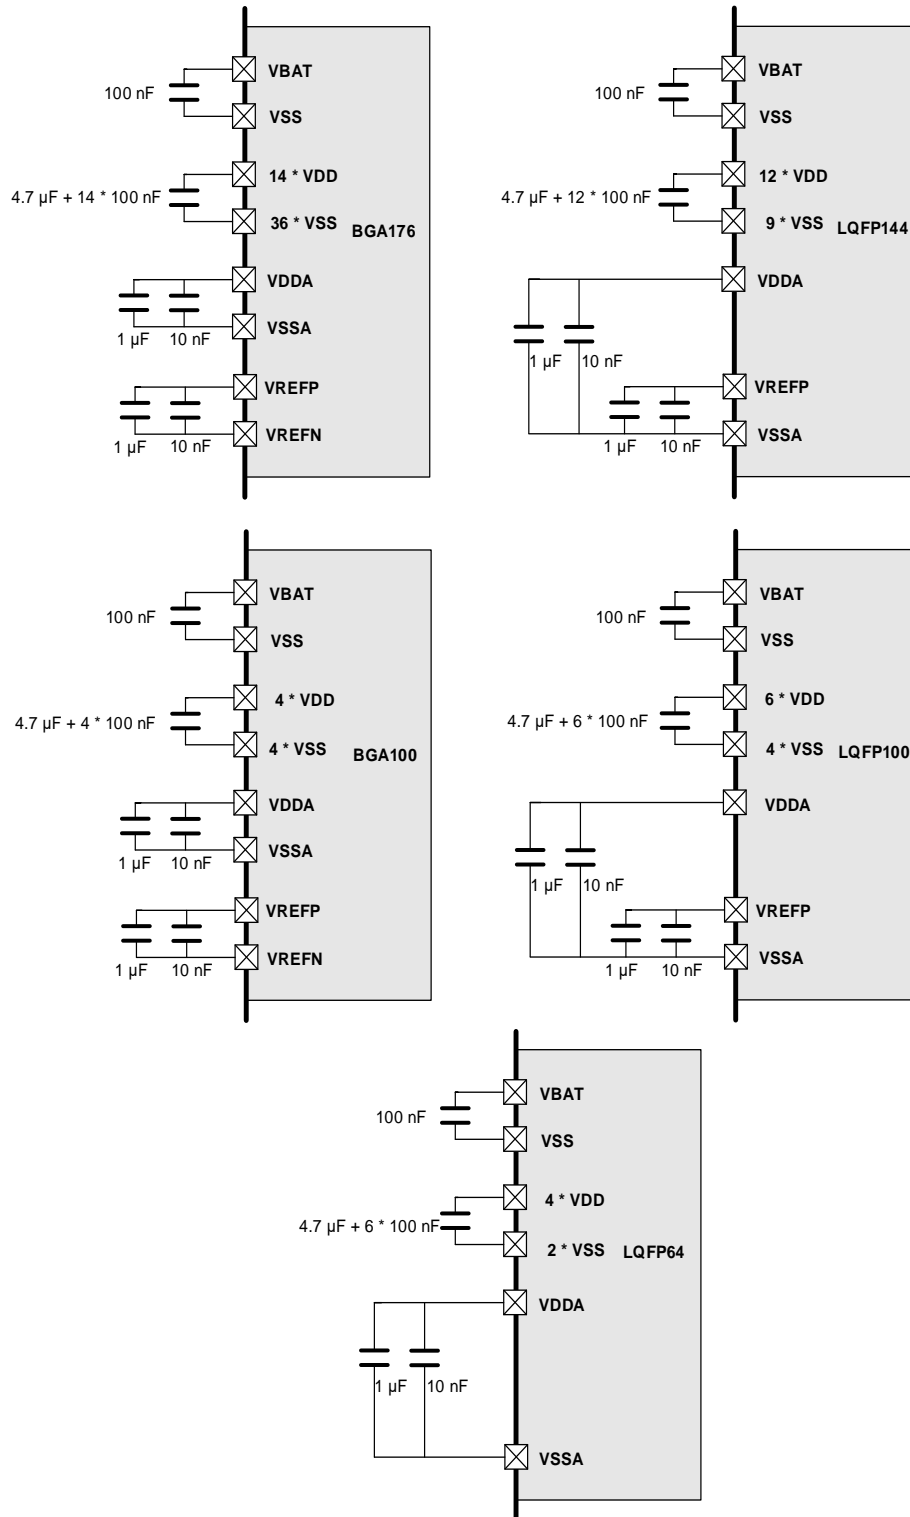 VBAT
100 nF
VSS
14 * VDD
4.7 µF + 14 * 100 nF
36 * VSS
BGA176
VDDA
VSSA
1 µF
10 nF
VREFP
VREFN
1 µF
10 nF
VBAT
100 nF
VSS
12 * VDD
4.7 µF + 12 * 100 nF
9 * VSS
LQFP144
VDDA
1 µF
10 nF
VREFP
VSSA
1 µF
10 nF
VBAT
100 nF
VSS
4 * VDD
4.7 µF + 4 * 100 nF
4 * VSS
BGA100
VDDA
VSSA
1 µF
10 nF
VREFP
VREFN
1 µF
10 nF
VBAT
100 nF
VSS
6 * VDD
4.7 µF + 6 * 100 nF
4 * VSS
LQFP100
VDDA
1 µF
10 nF
VREFP
VSSA
1 µF
10 nF
VBAT
100 nF
VSS
4 * VDD
4.7 µF + 6 * 100 nF
2 * VSS
LQFP64
VDDA
1 µF
10 nF
VSSA